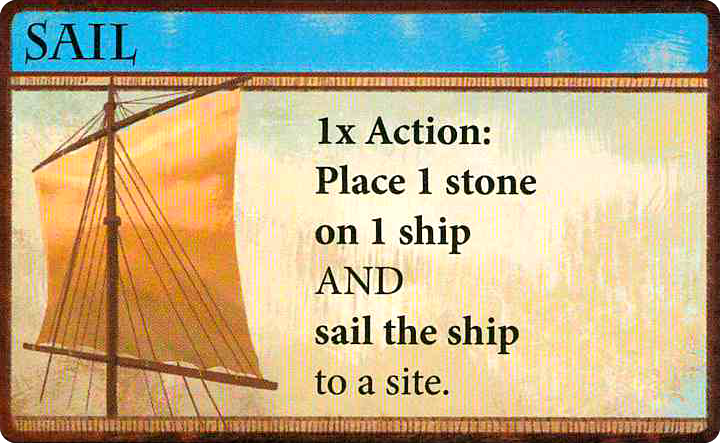 SAIL
1x Action:
Place 1 stone
on 1 ship
AND
sail the ship
to a site.